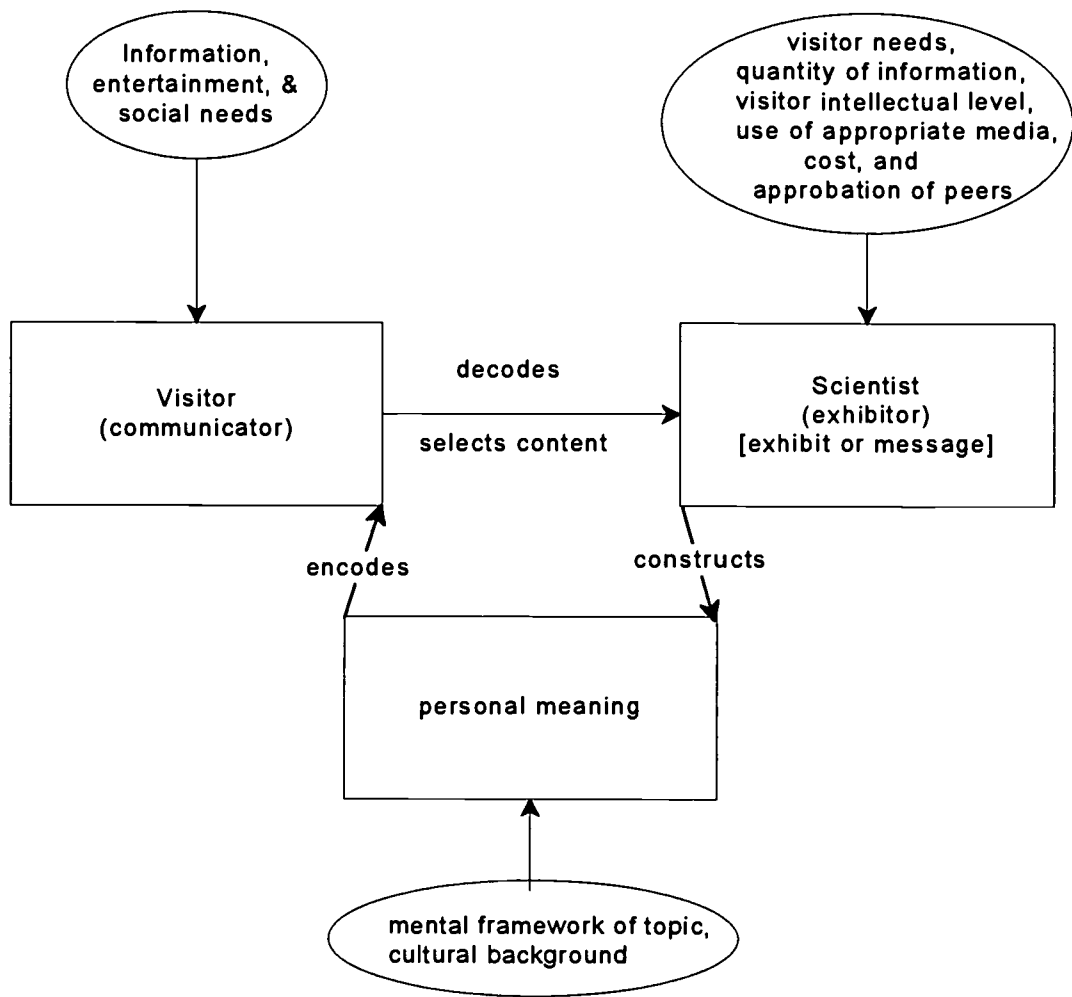 Information,
entertainment, &
social needs
visitor needs,
quantity of information,
visitor intellectual level,
use of appropriate media,
cost, and
approbation of peers
Visitor
(communicator)
decodes
selects content
Scientist
(exhibitor)
[exhibit or message]
encodes
constructs
personal meaning
mental framework of topic,
cultural background